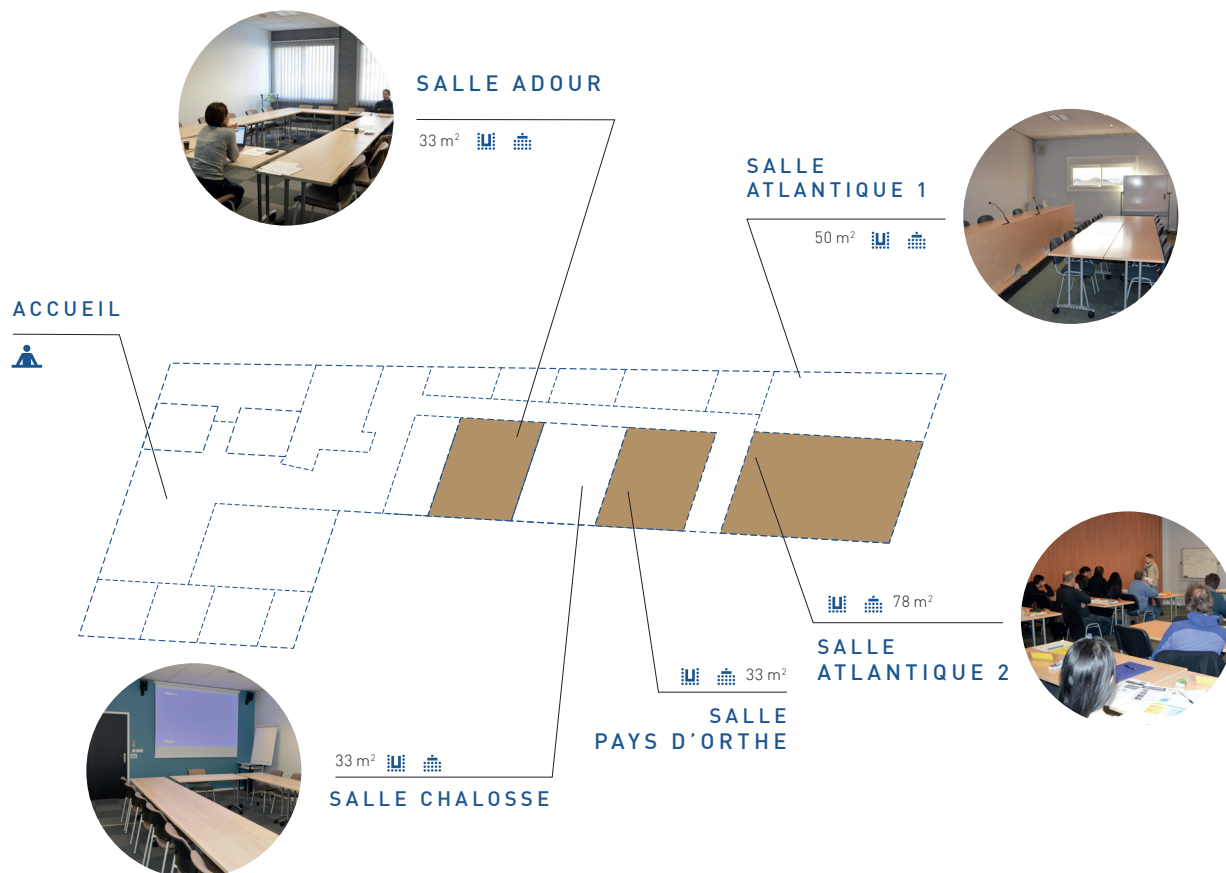 SALLE ADOUR
33 m²
SALLE
ATLANTIQUE 1
50 m²
ACCUEIL
78 m²
SALLE
ATLANTIQUE 2
33 m²
SALLE
PAYS D'ORTHE
33 m²
SALLE CHALOSSE